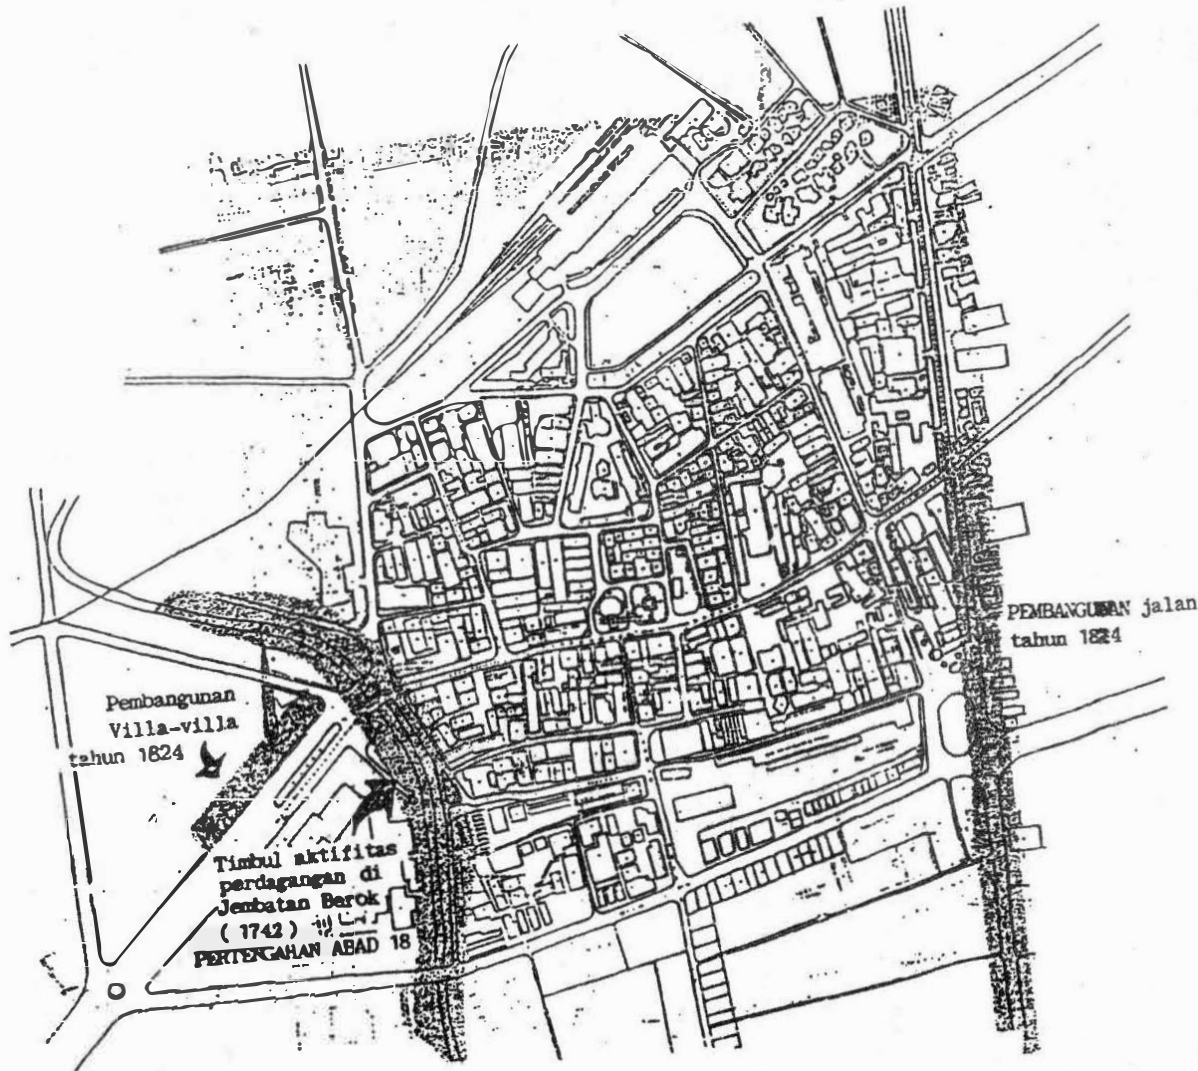 PEMBANGUNAN jalan
tahun 1824
Pembangunan
Villa-villa
tahun 1824
Timbul aktifitas
perdagangan di
Jembatan Berok
( 1742 )
PERTENGAHAN ABAD 18